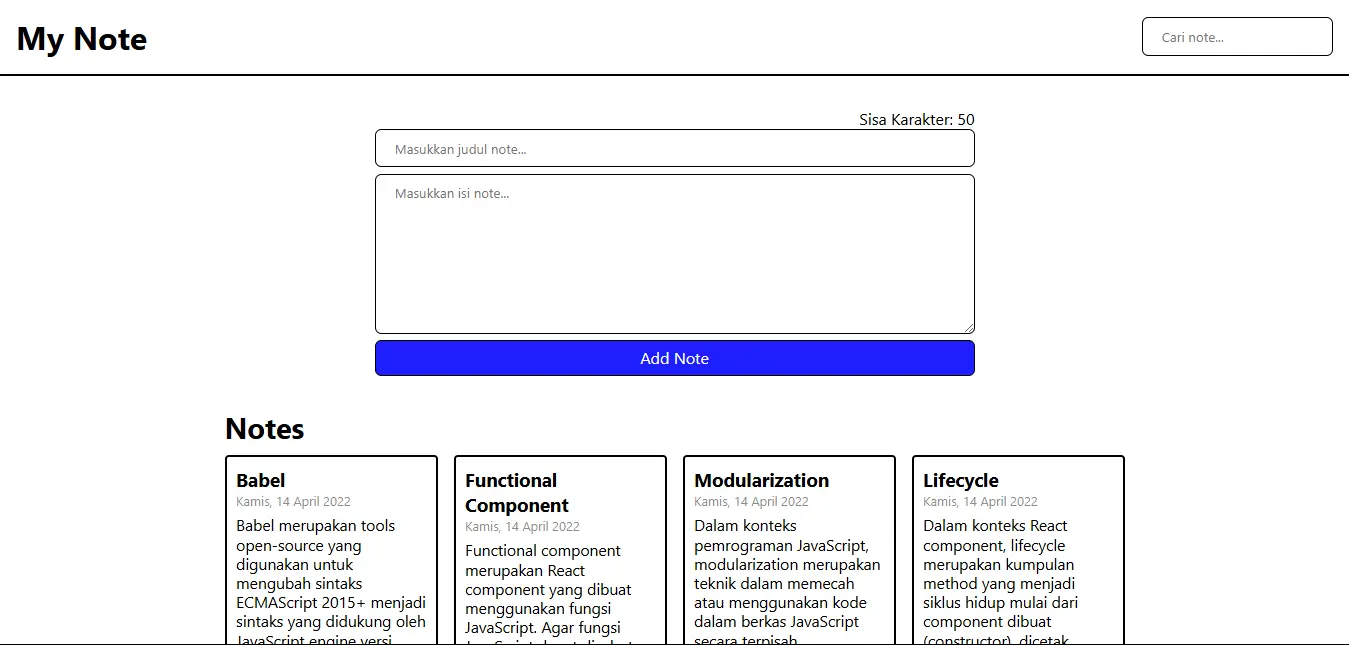 My Note
Cari note...
Sisa Karakter: 50
Masukkan judul note...
Masukkan isi note...
Add Note
Notes
Babel
Kamis, 14 April 2022
Babel merupakan tools
open-source yang
digunakan untuk
mengubah sintaks
ECMAScript 2015+ menjadi
sintaks yang didukung oleh
JavaScript engine versi
Functional
Component
Kamis, 14 April 2022
Functional component
merupakan React
component yang dibuat
menggunakan fungsi
JavaScript. Agar fungsi
Modularization
Kamis, 14 April 2022
Dalam konteks
pemrograman JavaScript,
modularization merupakan
teknik dalam memecah
atau menggunakan kode
dalam berkas JavaScript
secara terpisah
Lifecycle
Kamis, 14 April 2022
Dalam konteks React
component, lifecycle
merupakan kumpulan
method yang menjadi
siklus hidup mulai dari
component dibuat
(constructor), dicetak